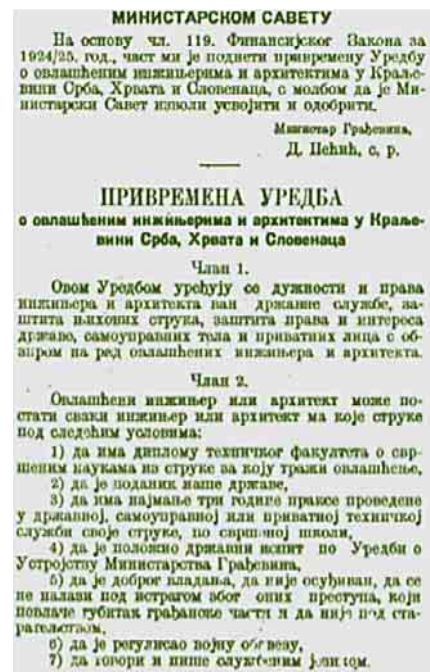 МИНИСТАРСКОМ САВЕТУ
На основу чл. 119. Финансијског Закона за
1924/25. год., част ми је поднети привремену Уредбу
о овлашћеним инжињерима и архитектима у Краље-
вини Срба, Хрвата и Словенаца, с молбом да је Ми-
нистарски Савет изволи усвојити и одобрити.
Министар Грађевина,
Д. Пећић, с. р.
ПРИВРЕМЕНА УРЕДБА
о овлашћеним инжињерима и архитектима у Краље-
вини Срба, Хрвата и Словенаца
Члан 1.
Овом Уредбом уређују се дужности и права
инжињера и архитекта ван државне службе, за-
штита њихових струка, заштита права и интереса
државе, самоуправних тела и приватних лица с об-
зиром на ред овлашћених инжињера и архитекта.
Члан 2.
Овлашћени инжињер или архитект може по-
стати сваки инжињер или архитект ма које струке
под следећим условима:
1) да има диплому техничког факултета о свр-
шеним наукама из струке за коју тражи овлашћење,
2) да је поданик наше државе,
3) да има најмање три године праксе проведене
у државној, самоуправној или приватној техничкој
служби своје струке, по свршеној школи,
4) да је положио државни испит по Уредби о
Устројству Министарства Грађевина,
5) да је доброг владања, да није осуђиван, да се
не налази под истрагом због оних преступа, који
повлаче губитак грађанске части и да није под ста-
ратељством,
6) да је регулисао војну обвезу,
7) да говори и пише службеним језиком.